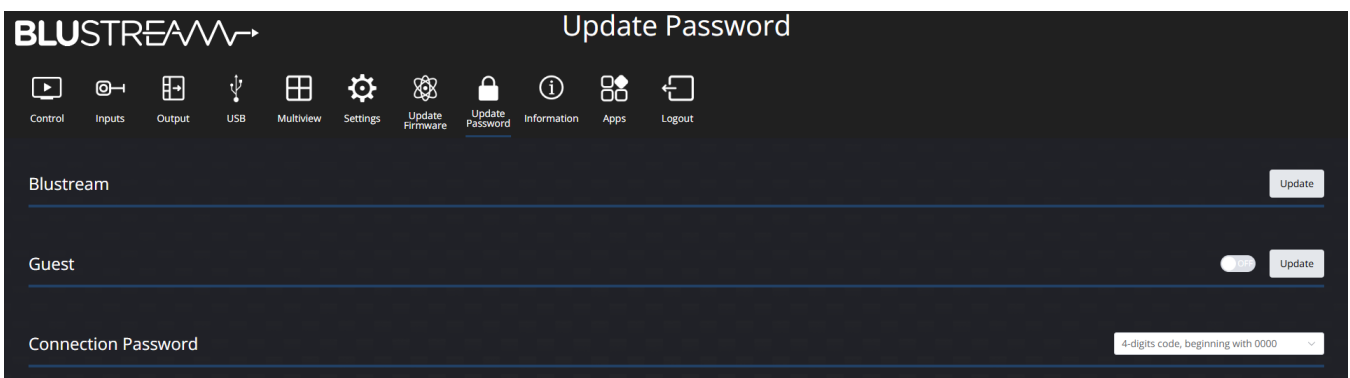 BLUSTREAM
Update Password
Control
Inputs
Output
USB
Multiview
Settings
Update
Firmware
Update
Password
Information
Apps
Logout
Blustream
Update
Guest
OFF
Update
Connection Password
4-digits code, beginning with 0000